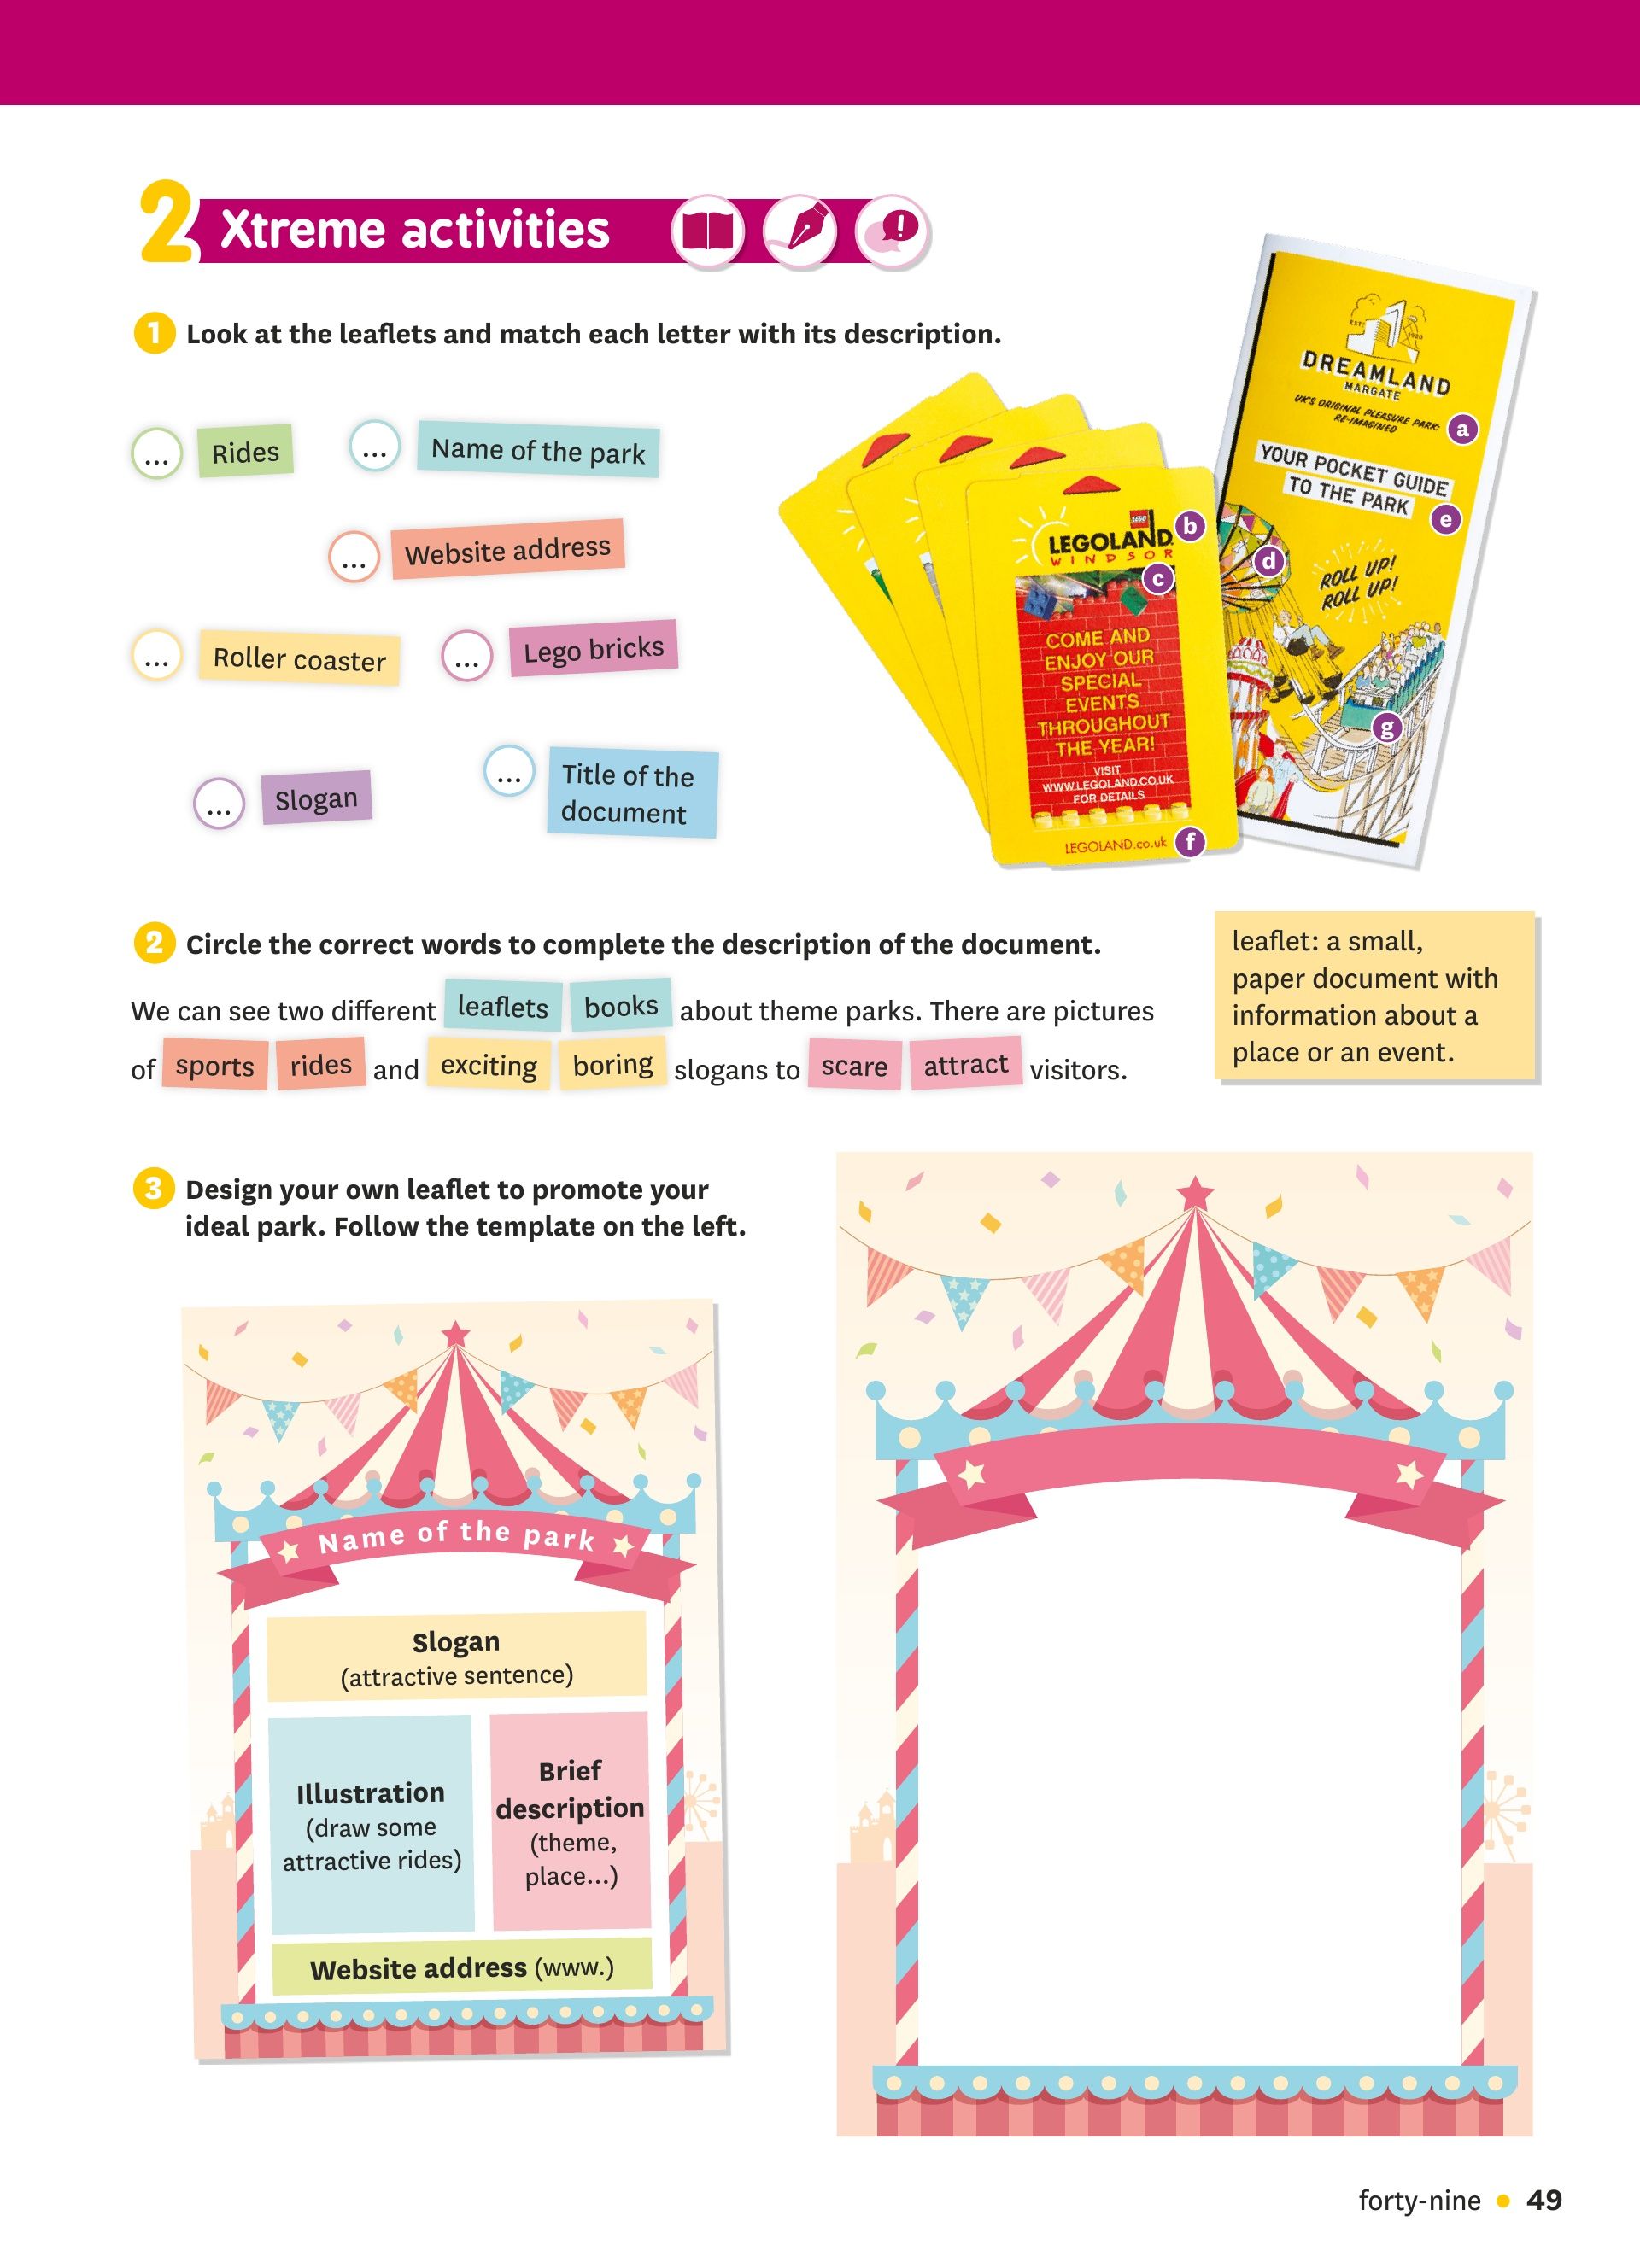 2 Xtreme activities
1 Look at the leaflets and match each letter with its description.
... Rides
... Name of the park
... Website address
... Roller coaster
... Lego bricks
... Slogan
... Title of the
document
DREAMLAND
MARGATE
UK'S ORIGINAL PLEASURE PARK:
RE-IMAGINED
a
YOUR POCKET GUIDE
TO THE PARK
e
d
ROLL UP!
ROLL UP!
g
LEGO
LEGOLAND
b
WINDSOR
c
COME AND
ENJOY OUR
SPECIAL
EVENTS
THROUGHOUT
THE YEAR!
VISIT
WWW.LEGOLAND.CO.UK
FOR DETAILS
LEGOLAND.co.uk
f
2 Circle the correct words to complete the description of the document.
We can see two different leaflets books about theme parks. There are pictures
of sports rides and exciting boring slogans to scare attract visitors.
leaflet: a small,
paper document with
information about a
place or an event.
3 Design your own leaflet to promote your
ideal park. Follow the template on the left.
Name of the park
Slogan
(attractive sentence)
Illustration
(draw some
attractive rides)
Brief
description
(theme,
place...)
Website address (www.)
forty-nine • 49